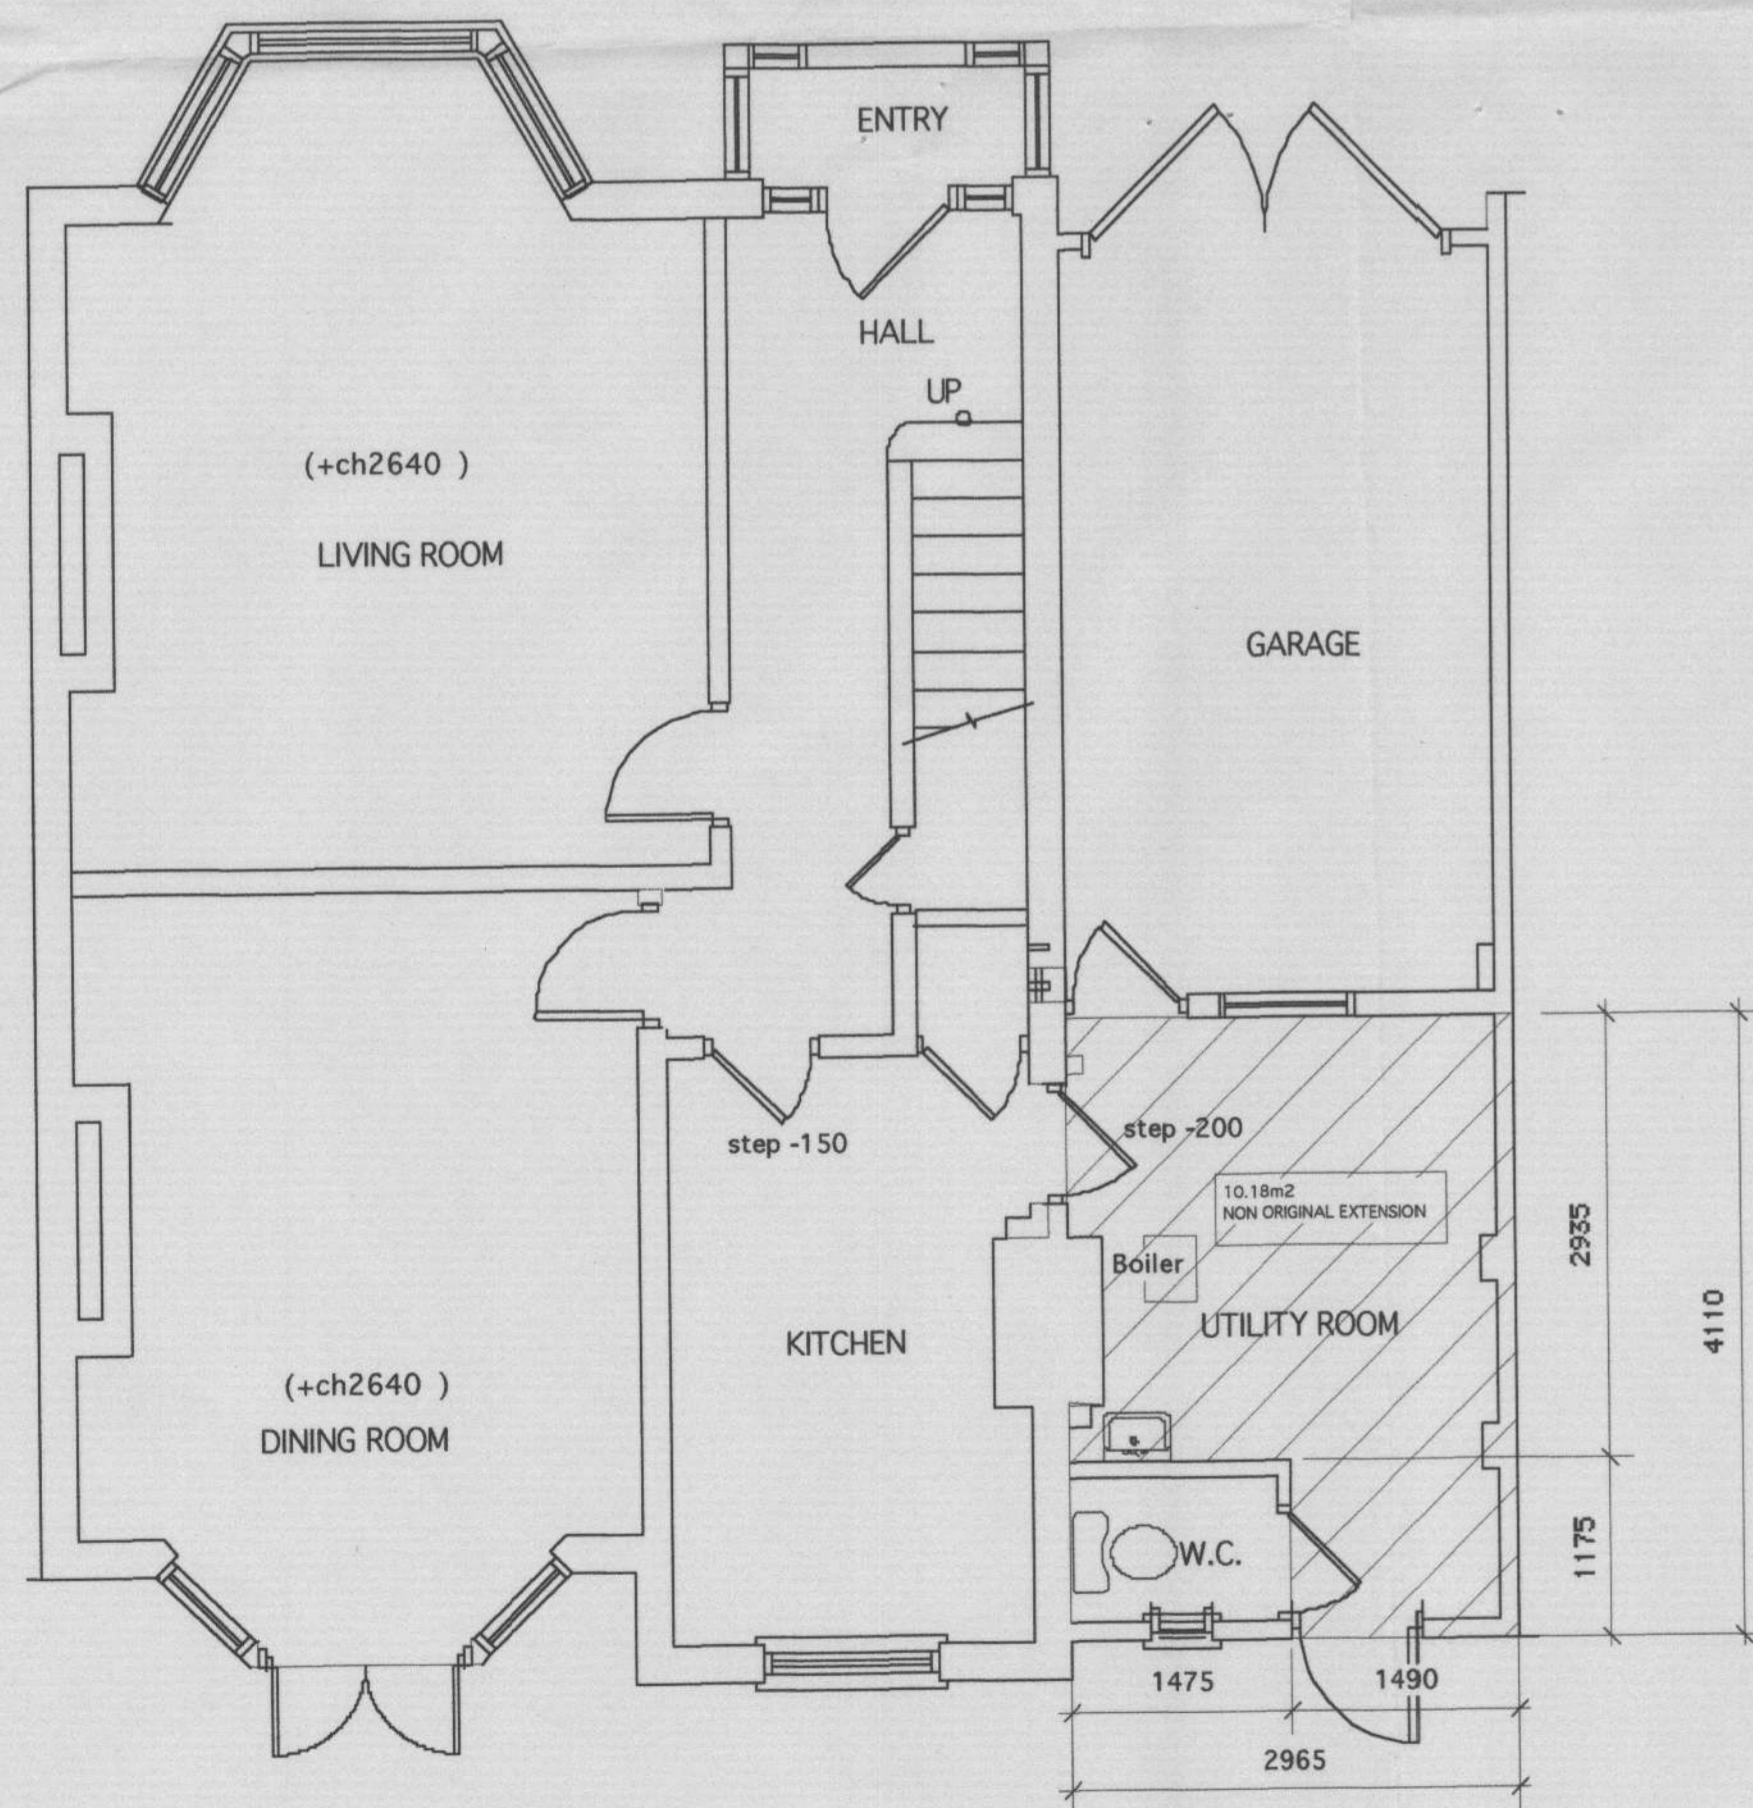 ENTRY
HALL
UP
(+ch2640 )
LIVING ROOM
GARAGE
step -150
step -200
10.18m2
NON ORIGINAL EXTENSION
Boiler
UTILITY ROOM
KITCHEN
2935
4110
(+ch2640 )
DINING ROOM
W.C.
1175
1475
1490
2965